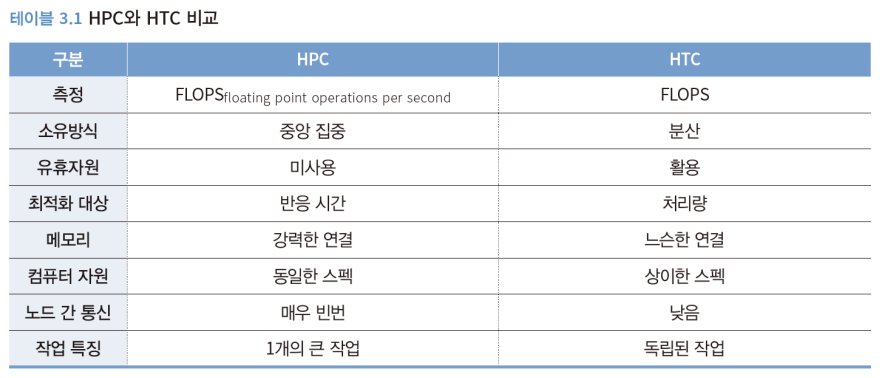 테이블 3.1 HPC와 HTC 비교
구분 HPC HTC
측정 FLOPSfloating point operations per second FLOPS
소유방식 중앙 집중 분산
유휴자원 미사용 활용
최적화 대상 반응 시간 처리량
메모리 강력한 연결 느슨한 연결
컴퓨터 자원 동일한 스펙 상이한 스펙
노드 간 통신 매우 빈번 낮음
작업 특징 1개의 큰 작업 독립된 작업